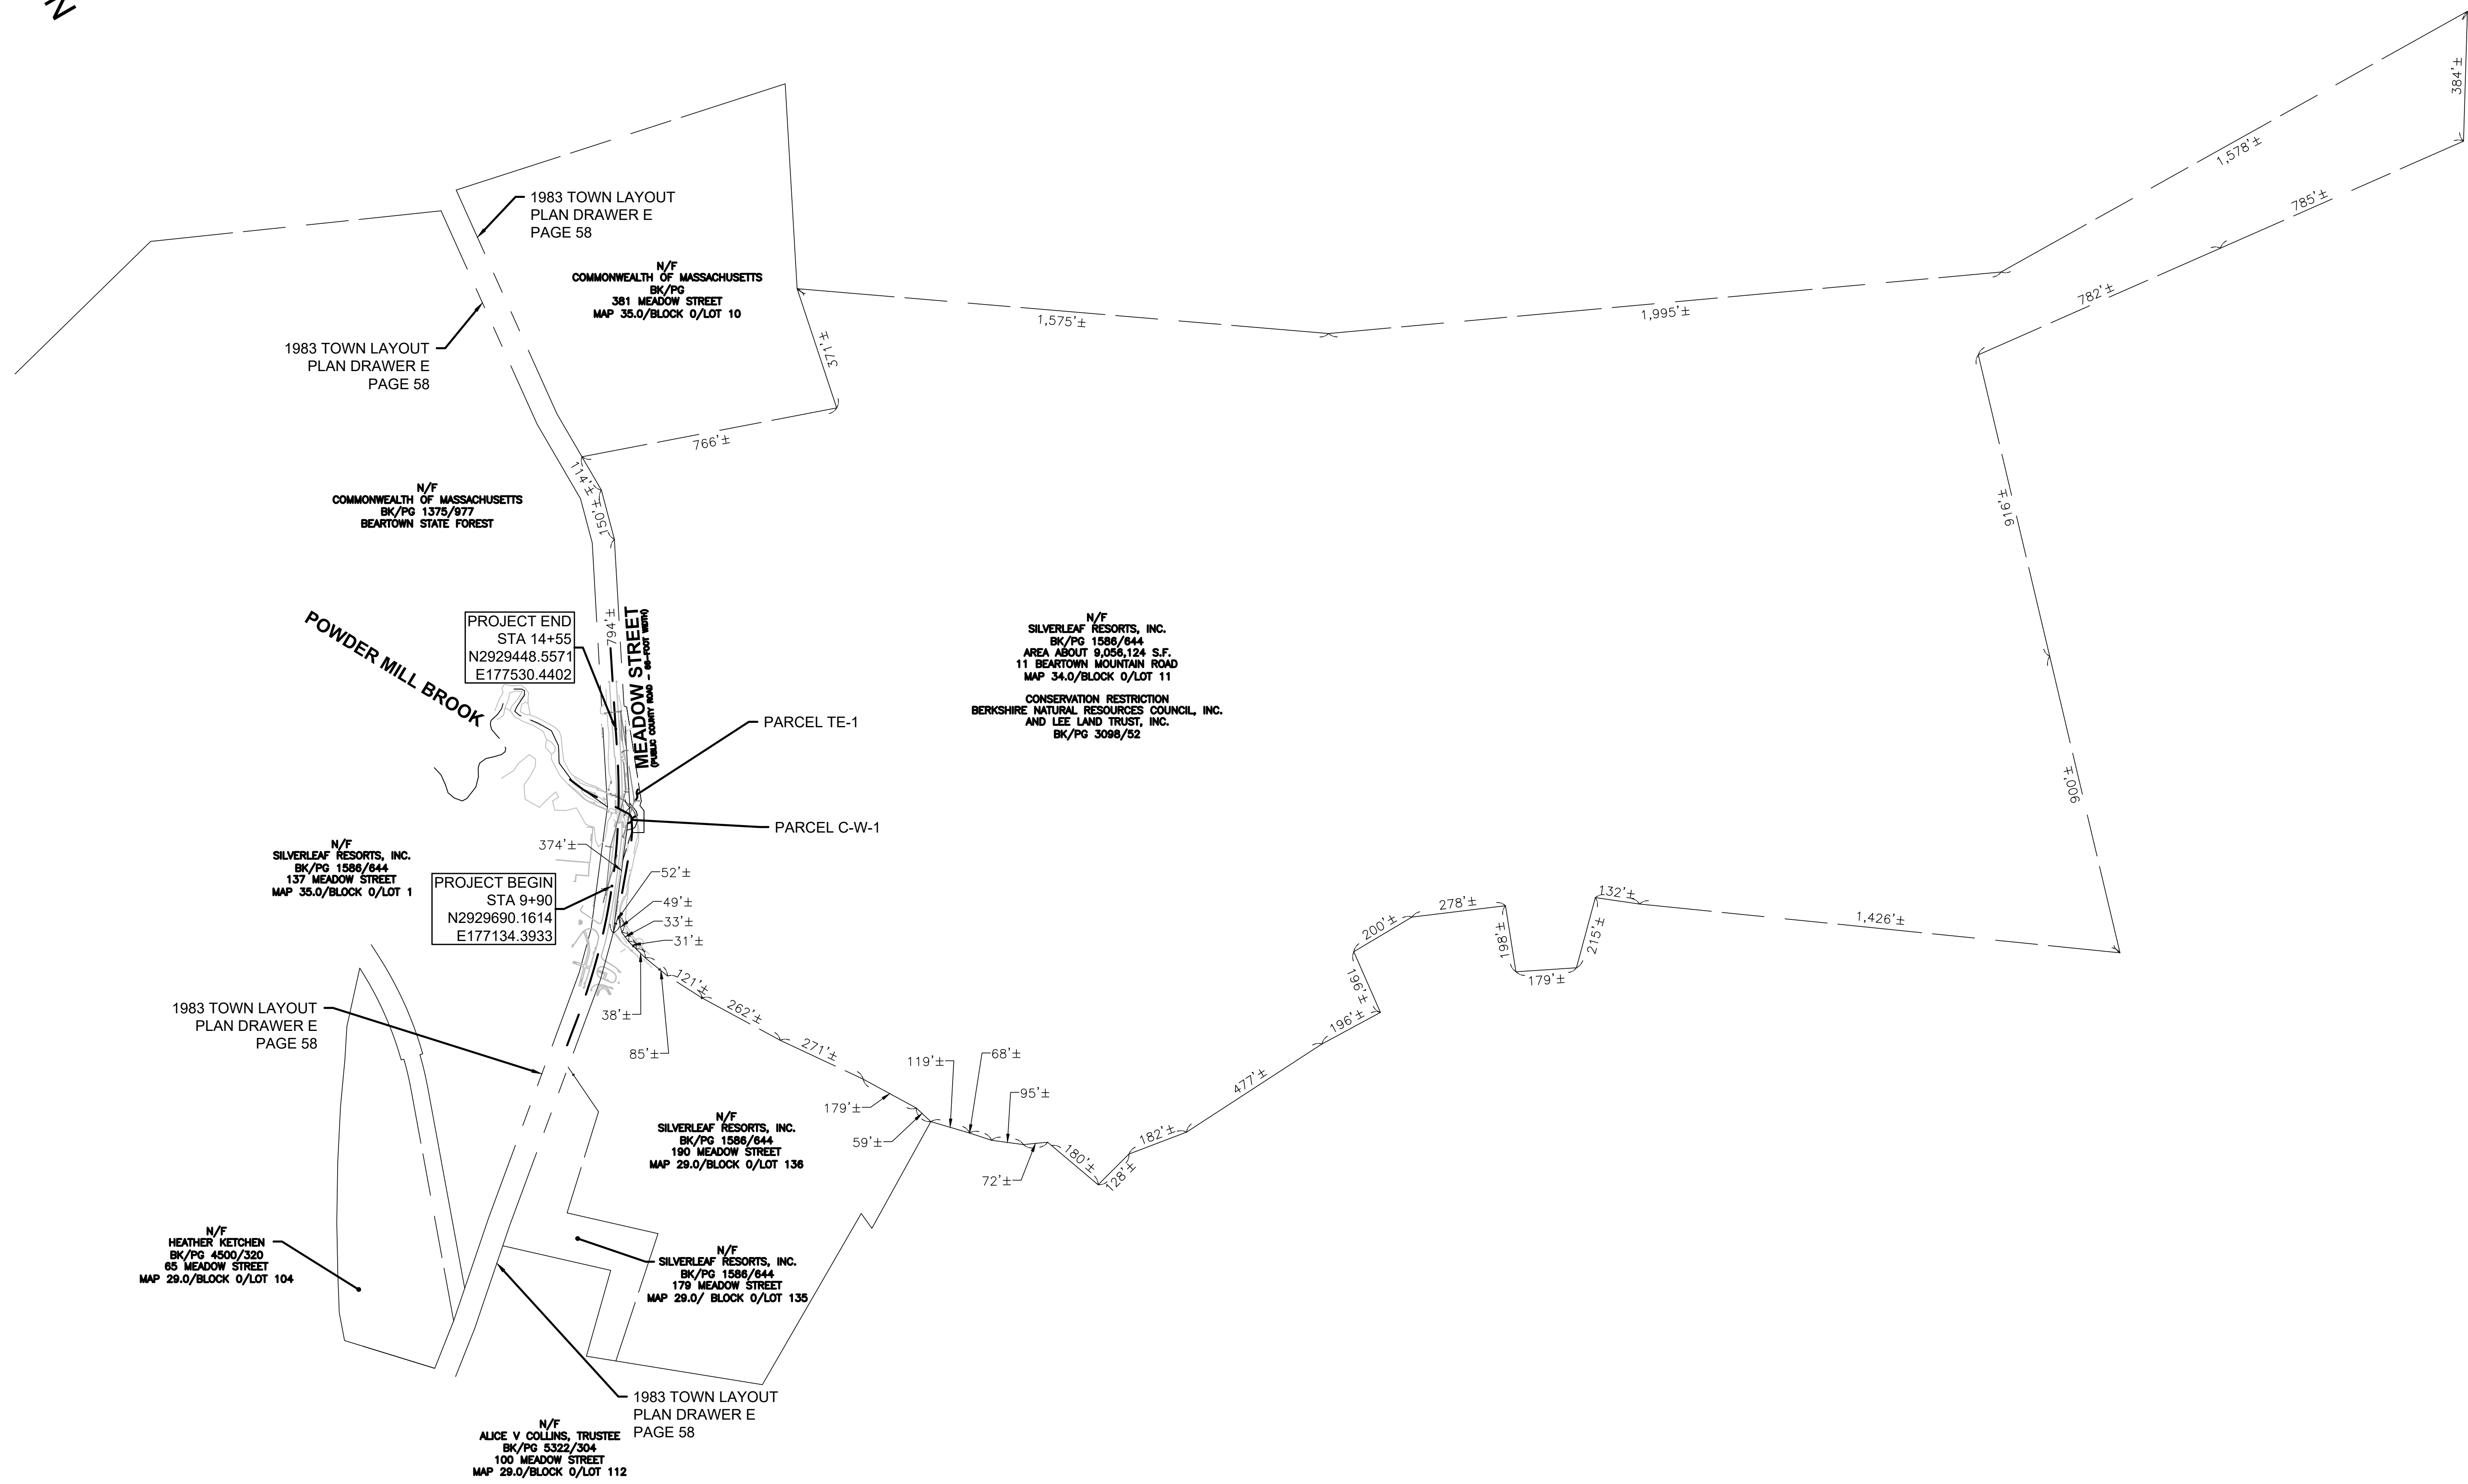 N
384'±
1,578'±
785'±
782'±
1983 TOWN LAYOUT
PLAN DRAWER E
PAGE 58
N/F
COMMONWEALTH OF MASSACHUSETTS
BK/PG
381 MEADOW STREET
MAP 35.0/BLOCK 0/LOT 10
1,575'±
1,995'±
371'±
1983 TOWN LAYOUT
PLAN DRAWER E
PAGE 58
766'±
114'±
150'±
N/F
COMMONWEALTH OF MASSACHUSETTS
BK/PG 1375/977
BEARTOWN STATE FOREST
916'±
900'±
POWDER MILL BROOK
PROJECT END
STA 14+55
N2929448.5571
E177530.4402
794'±
MEADOW STREET
(PUBLIC COUNTY ROAD - 66-FOOT WIDTH)
N/F
SILVERLEAF RESORTS, INC.
BK/PG 1586/644
AREA ABOUT 9,056,124 S.F.
11 BEARTOWN MOUNTAIN ROAD
MAP 34.0/BLOCK 0/LOT 11
CONSERVATION RESTRICTION
BERKSHIRE NATURAL RESOURCES COUNCIL, INC.
AND LEE LAND TRUST, INC.
BK/PG 3098/52
PARCEL TE-1
PARCEL C-W-1
374'±
N/F
SILVERLEAF RESORTS, INC.
BK/PG 1586/644
137 MEADOW STREET
MAP 35.0/BLOCK 0/LOT 1
PROJECT BEGIN
STA 9+90
N2929690.1614
E177134.3933
52'±
49'±
33'±
31'±
38'±
85'±
121'±
262'±
271'±
179'±
59'±
119'±
68'±
95'±
72'±
180'±
128'±
182'±
477'±
196'±
196'±
200'±
278'±
198'±
179'±
215'±
132'±
1,426'±
1983 TOWN LAYOUT
PLAN DRAWER E
PAGE 58
N/F
SILVERLEAF RESORTS, INC.
BK/PG 1586/644
190 MEADOW STREET
MAP 29.0/BLOCK 0/LOT 136
N/F
HEATHER KETCHEN
BK/PG 4500/320
65 MEADOW STREET
MAP 29.0/BLOCK 0/LOT 104
N/F
SILVERLEAF RESORTS, INC.
BK/PG 1586/644
179 MEADOW STREET
MAP 29.0/ BLOCK 0/LOT 135
1983 TOWN LAYOUT
PLAN DRAWER E
PAGE 58
N/F
ALICE V COLLINS, TRUSTEE
BK/PG 5322/304
100 MEADOW STREET
MAP 29.0/BLOCK 0/LOT 112